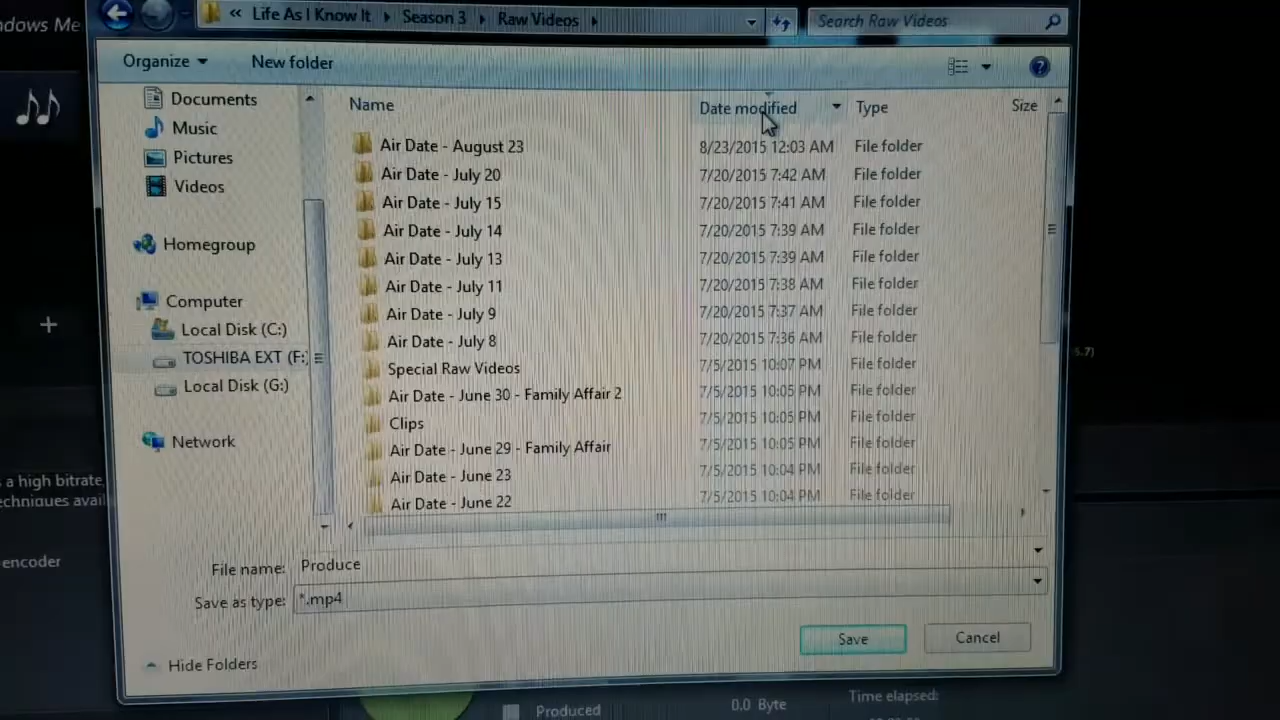 ndows Me
« Life As I Know It ▸ Season 3 ▸ Raw Videos ▸
Search Raw Videos
Organize
New folder
Documents
Music
Pictures
Videos
Homegroup
Computer
Local Disk (C:)
TOSHIBA EXT (F:)
Local Disk (G:)
Network
Name Date modified Type Size
Air Date - August 23 8/23/2015 12:03 AM File folder
Air Date - July 20 7/20/2015 7:42 AM File folder
Air Date - July 15 7/20/2015 7:41 AM File folder
Air Date - July 14 7/20/2015 7:39 AM File folder
Air Date - July 13 7/20/2015 7:39 AM File folder
Air Date - July 11 7/20/2015 7:38 AM File folder
Air Date - July 9 7/20/2015 7:37 AM File folder
Air Date - July 8 7/20/2015 7:36 AM File folder
Special Raw Videos 7/5/2015 10:07 PM File folder
Air Date - June 30 - Family Affair 2 7/5/2015 10:05 PM File folder
Clips 7/5/2015 10:05 PM File folder
Air Date - June 29 - Family Affair 7/5/2015 10:05 PM File folder
Air Date - June 23 7/5/2015 10:04 PM File folder
Air Date - June 22 7/5/2015 10:04 PM File folder
5.7)
s a high bitrate,
echniques avail
encoder
File name: Produce
Save as type: *.mp4
Save
Cancel
Hide Folders
Produced
0.0 Byte
Time elapsed: